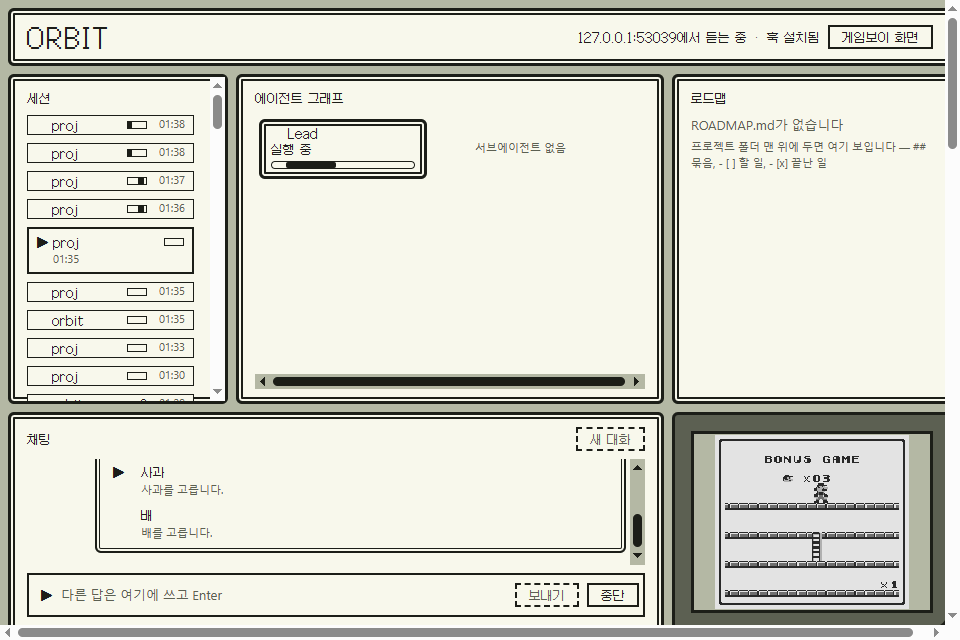 ORBIT
127.0.0.1:53039에서 듣는 중 · 훅 설치됨
게임보이 화면
세션
proj 01:38
proj 01:38
proj 01:37
proj 01:36
proj
01:35
proj 01:35
orbit 01:35
proj 01:33
proj 01:30
에이전트 그래프
Lead
실행 중
서브에이전트 없음
로드맵
ROADMAP.md가 없습니다
프로젝트 폴더 맨 위에 두면 여기 보입니다 — ##
묶음, - [ ] 할 일, - [x] 끝난 일
채팅
새 대화
사과
사과를 고릅니다.
배
배를 고릅니다.
다른 답은 여기에 쓰고 Enter
보내기
중단
BONUS GAME
×03
×1